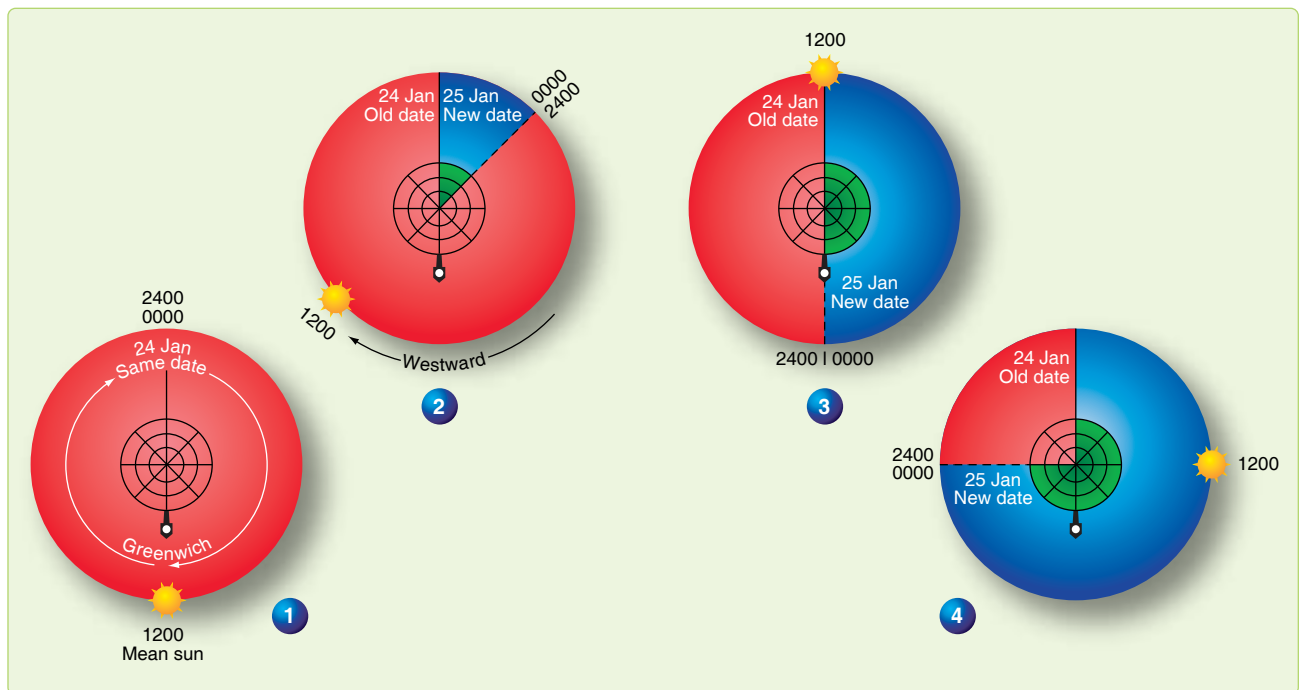 2400
0000
24 Jan
Same date
Greenwich
1200
Mean sun
1
24 Jan
Old date
25 Jan
New date
0000
2400
1200
Westward
2
1200
24 Jan
Old date
25 Jan
New date
2400 | 0000
3
24 Jan
Old date
2400
0000
25 Jan
New date
1200
4